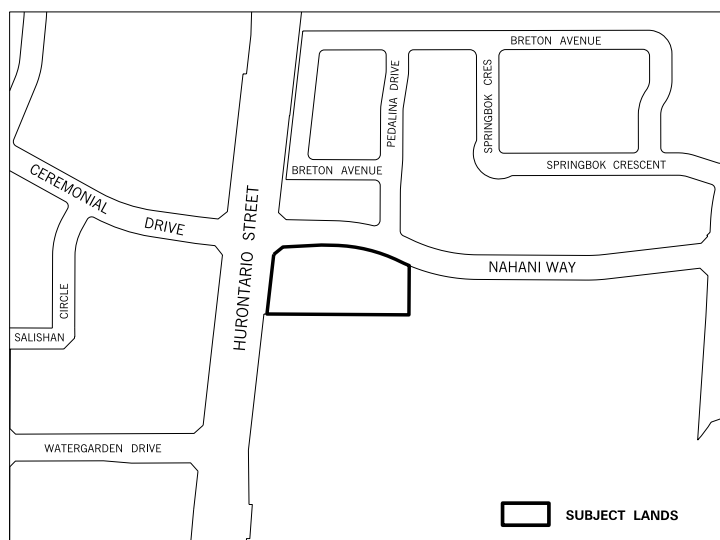 BRETON AVENUE
PEDALINA DRIVE
SPRINGBOK CRES
BRETON AVENUE
SPRINGBOK CRESCENT
CEREMONIAL DRIVE
HURONTARIO STREET
NAHANI WAY
CIRCLE
SALISHAN
WATERGARDEN DRIVE
SUBJECT LANDS